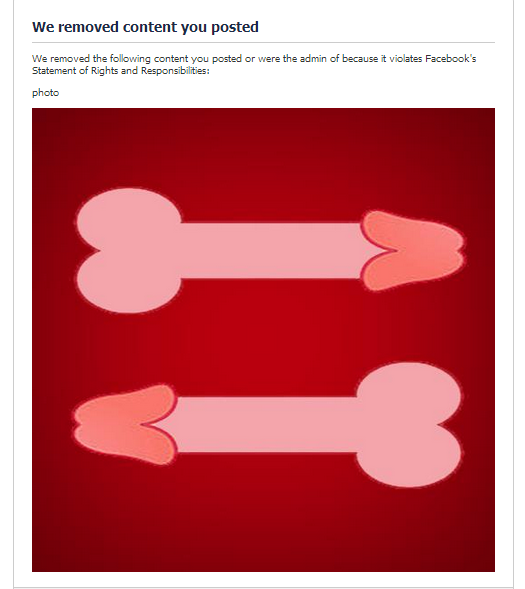 We removed content you posted
We removed the following content you posted or were the admin of because it violates Facebook's
Statement of Rights and Responsibilities:
photo